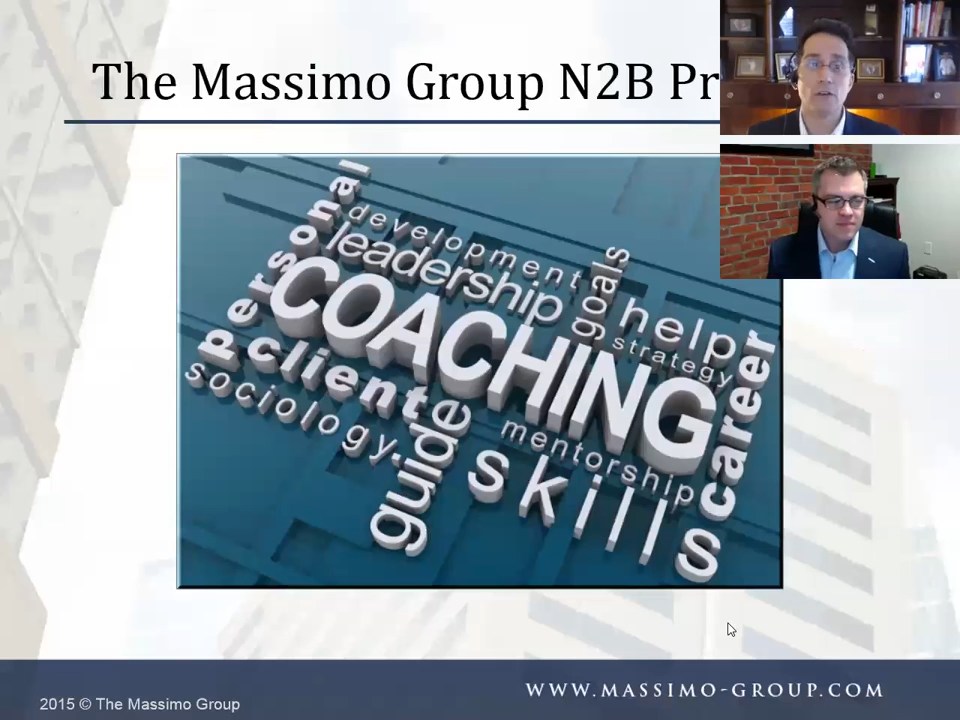 The Massimo Group N2B Pr
personal
development
leadership
goals
COACHING
help
strategy
career
client
sociology
guide
mentorship
skills
2015 © The Massimo Group
WWW.MASSIMO-GROUP.COM